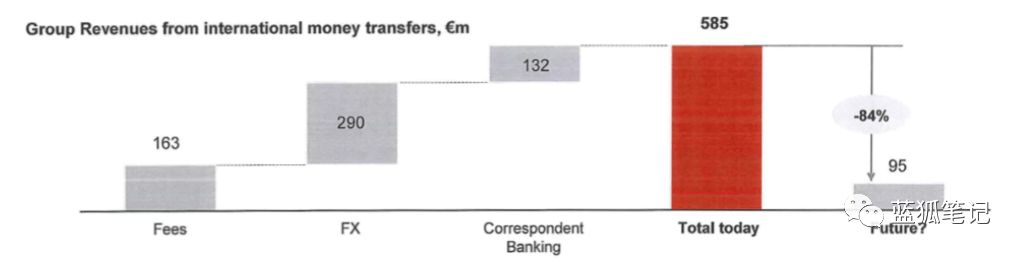 Group Revenues from international money transfers, €m
585
132
290
163
-84%
95
Fees
FX
Correspondent
Banking
Total today
Future?
蓝狐笔记